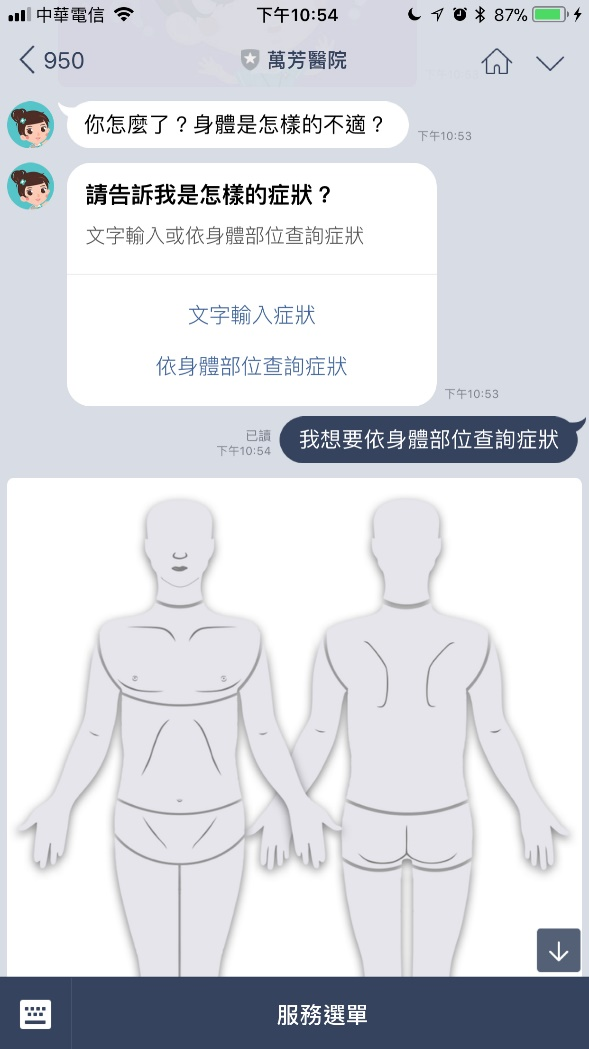 中華電信
下午10:54
87%
950
萬芳醫院
你怎麼了？身體是怎樣的不適？
下午10:53
請告訴我是怎樣的症狀？
文字輸入或依身體部位查詢症狀
文字輸入症狀
依身體部位查詢症狀
下午10:53
已讀
下午10:54
我想要依身體部位查詢症狀
服務選單